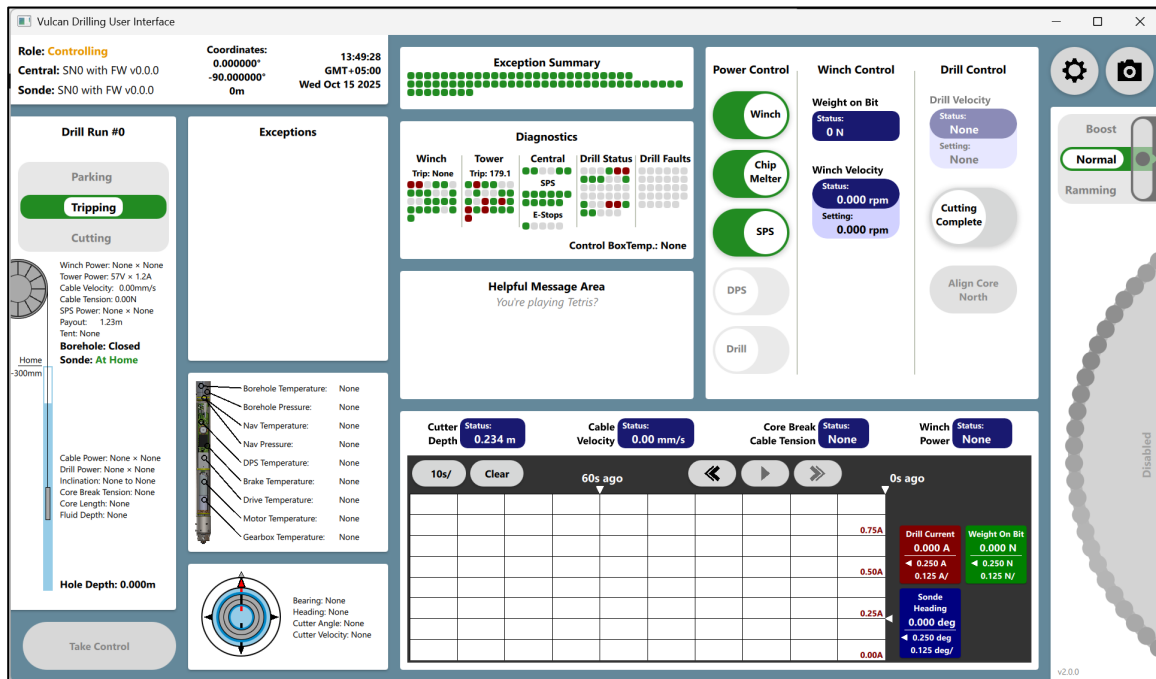 Vulcan Drilling User Interface
Role: Controlling
Central: SN0 with FW v0.0.0
Sonde: SN0 with FW v0.0.0
Coordinates:
0.000000°
-90.000000°
0m
13:49:28
GMT+05:00
Wed Oct 15 2025
Drill Run #0
Parking
Tripping
Cutting
Winch Power: None × None
Tower Power: 57V × 1.2A
Cable Velocity: 0.00mm/s
Cable Tension: 0.00N
SPS Power: None × None
Payout: 1.23m
Tent: None
Borehole: Closed
Sonde: At Home
Home
-300mm
Cable Power: None × None
Drill Power: None × None
Inclination: None to None
Core Break Tension: None
Core Length: None
Fluid Depth: None
Hole Depth: 0.000m
Take Control
Exceptions
Borehole Temperature: None
Borehole Pressure: None
Nav Temperature: None
Nav Pressure: None
DPS Temperature: None
Brake Temperature: None
Drive Temperature: None
Motor Temperature: None
Gearbox Temperature: None
Bearing: None
Heading: None
Cutter Angle: None
Cutter Velocity: None
Exception Summary
Diagnostics
Winch
Trip: None
Tower
Trip: 179.1
Central
SPS
E-Stops
Drill Status
Drill Faults
Control BoxTemp.: None
Helpful Message Area
You're playing Tetris?
Power Control
Winch
Chip
Melter
SPS
DPS
Drill
Winch Control
Weight on Bit
Status:
0 N
Winch Velocity
Status:
0.000 rpm
Setting:
0.000 rpm
Drill Control
Drill Velocity
Status:
None
Setting:
None
Cutting
Complete
Align Core
North
Cutter
Depth
Status:
0.234 m
Cable
Velocity
Status:
0.00 mm/s
Core Break
Cable Tension
Status:
None
Winch
Power
Status:
None
10s/
Clear
60s ago
0s ago
0.75A
0.50A
0.25A
0.00A
Drill Current
0.000 A
0.250 A
0.125 A/
Weight On Bit
0.000 N
0.250 N
0.125 N/
Sonde
Heading
0.000 deg
0.250 deg
0.125 deg/
Boost
Normal
Ramming
Disabled
v2.0.0